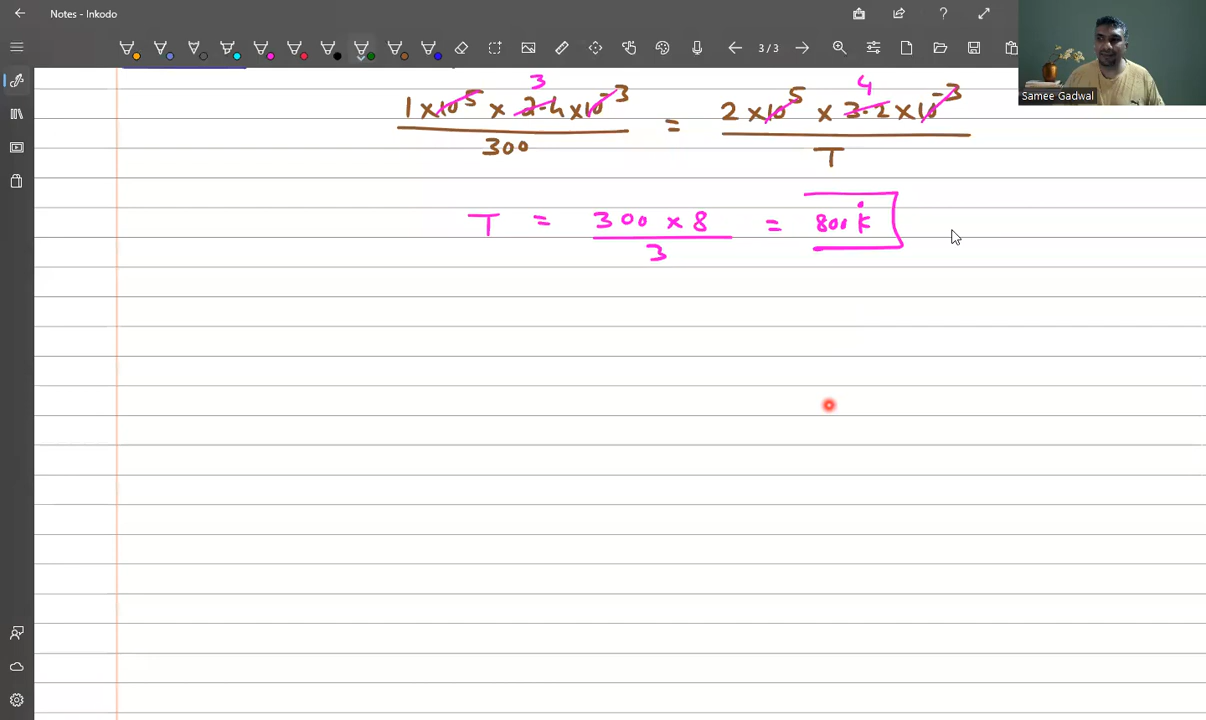 Notes - Inkodo
3/3
Samee Gadwal
3 4
1 × 10⁵ × 2.4 × 10⁻³ = 2 × 10⁵ × 3.2 × 10⁻³
300 T
T = 300 × 8 = 800 K
3